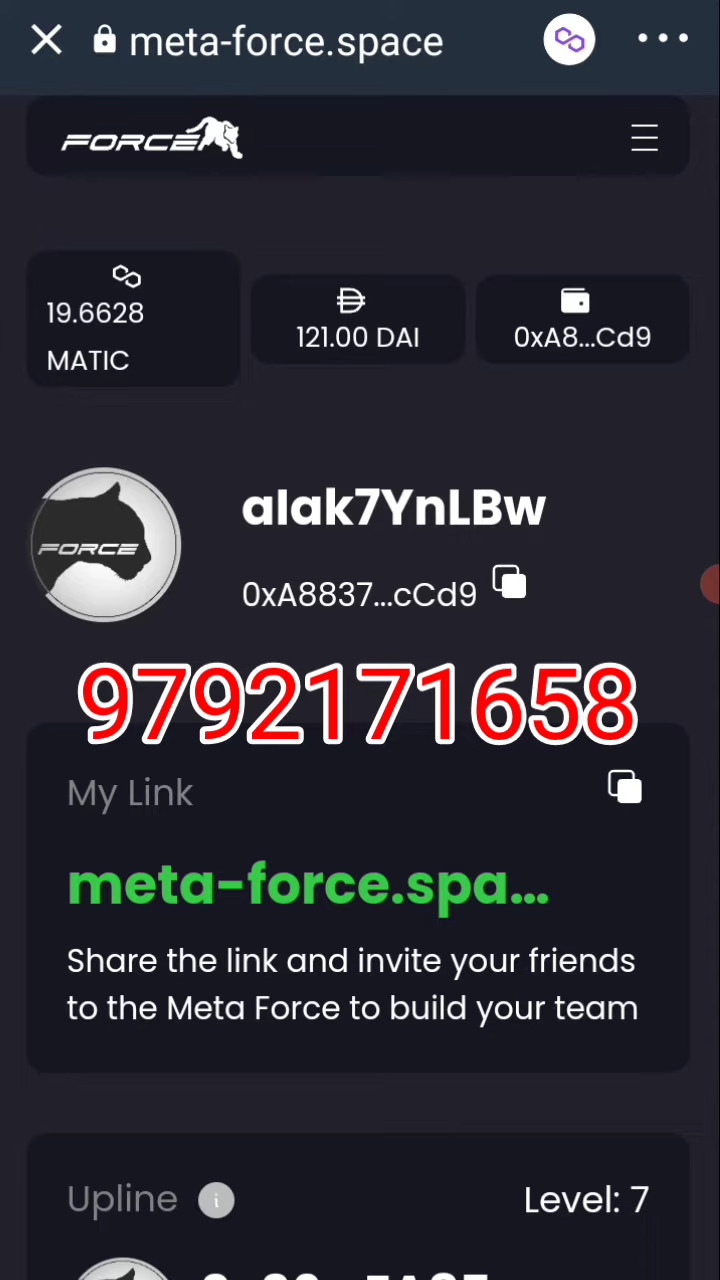 meta-force.space
FORCE
19.6628
MATIC
121.00 DAI
0xA8...Cd9
FORCE
alak7YnLBw
0xA8837...cCd9
9792171658
My Link
meta-force.spa...
Share the link and invite your friends
to the Meta Force to build your team
Upline
Level: 7